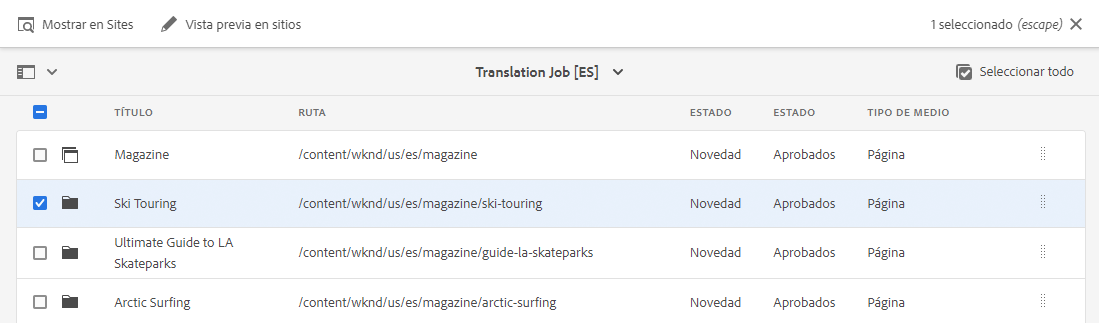 Mostrar en Sites Vista previa en sitios 1 seleccionado (escape)
Translation Job [ES] Seleccionar todo
TÍTULO RUTA ESTADO ESTADO TIPO DE MEDIO
Magazine /content/wknd/us/es/magazine Novedad Aprobados Página
Ski Touring /content/wknd/us/es/magazine/ski-touring Novedad Aprobados Página
Ultimate Guide to LA
Skateparks /content/wknd/us/es/magazine/guide-la-skateparks Novedad Aprobados Página
Arctic Surfing /content/wknd/us/es/magazine/arctic-surfing Novedad Aprobados Página